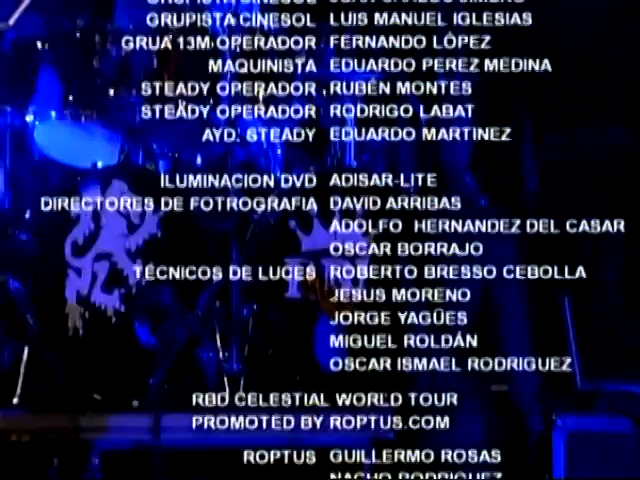 GRUPISTA CINESOL LUIS MANUEL IGLESIAS
GRUA 13M OPERADOR FERNANDO LÓPEZ
MAQUINISTA EDUARDO PEREZ MEDINA
STEADY OPERADOR RUBÉN MONTES
STEADY OPERADOR RODRIGO LABAT
AYD. STEADY EDUARDO MARTINEZ
ILUMINACION DVD ADISAR-LITE
DIRECTORES DE FOTROGRAFIA DAVID ARRIBAS
ADOLFO HERNANDEZ DEL CASAR
OSCAR BORRAJO
TÉCNICOS DE LUCES ROBERTO BRESSO CEBOLLA
JESUS MORENO
JORGE YAGÜES
MIGUEL ROLDÁN
OSCAR ISMAEL RODRIGUEZ
RBD CELESTIAL WORLD TOUR
PROMOTED BY ROPTUS.COM
ROPTUS GUILLERMO ROSAS
NACHO RODRIGUEZ